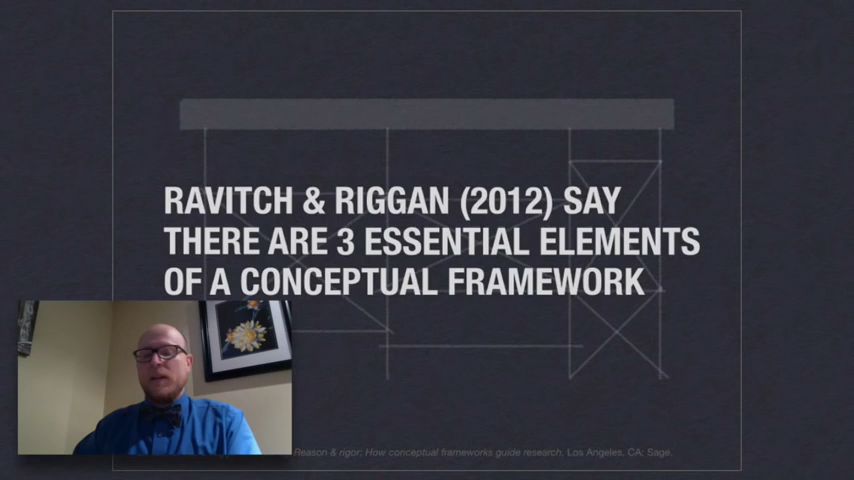 RAVITCH & RIGGAN (2012) SAY
THERE ARE 3 ESSENTIAL ELEMENTS
OF A CONCEPTUAL FRAMEWORK
Reason & rigor: How conceptual frameworks guide research. Los Angeles, CA: Sage.